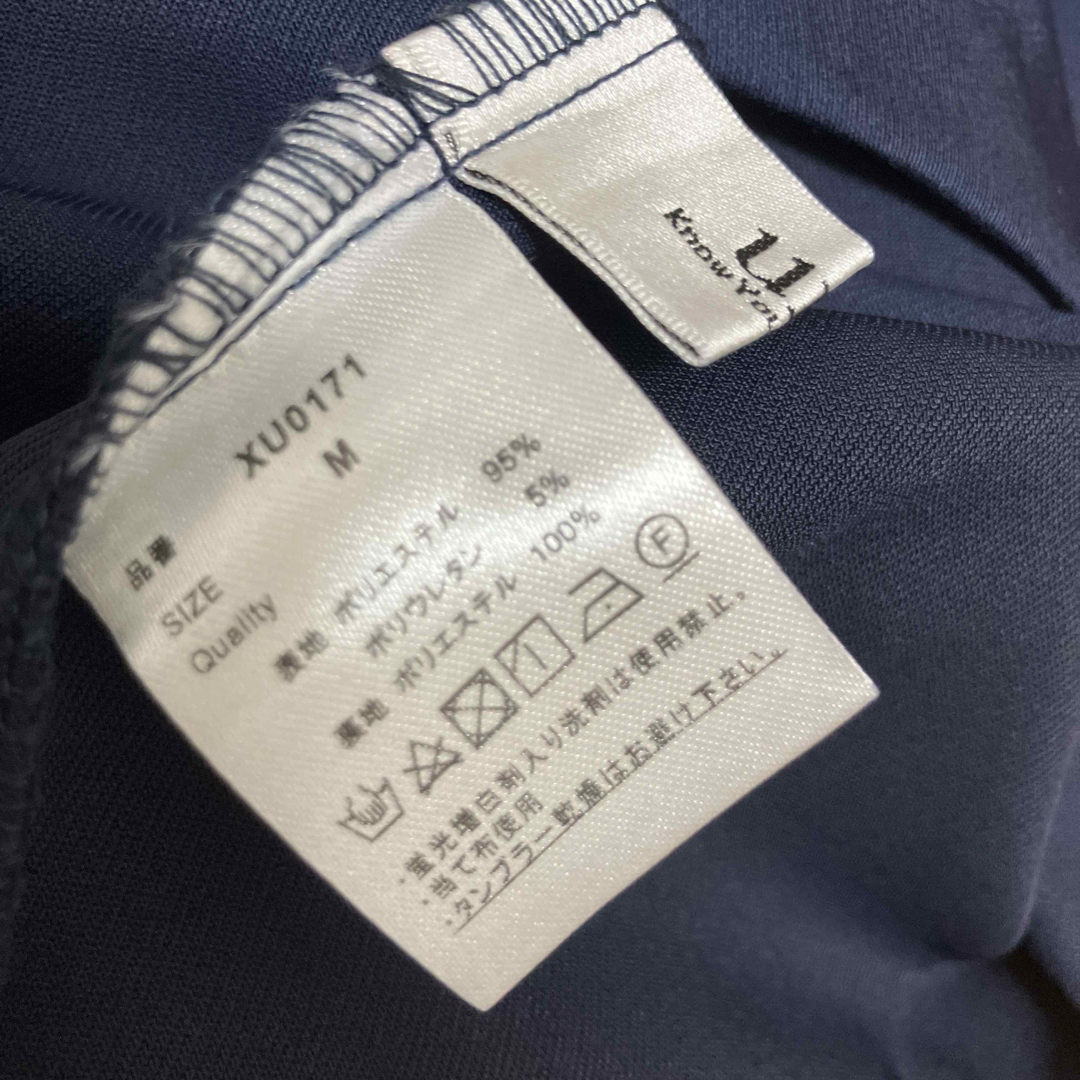 U
Know You
品番 XU0171
SIZE M
Quality
表地 ポリエステル 95%
ポリウレタン 5%
裏地 ポリエステル 100%
F
・蛍光増白剤入り洗剤は使用禁止。
・当て布使用
・タンブラー乾燥はお避け下さい。